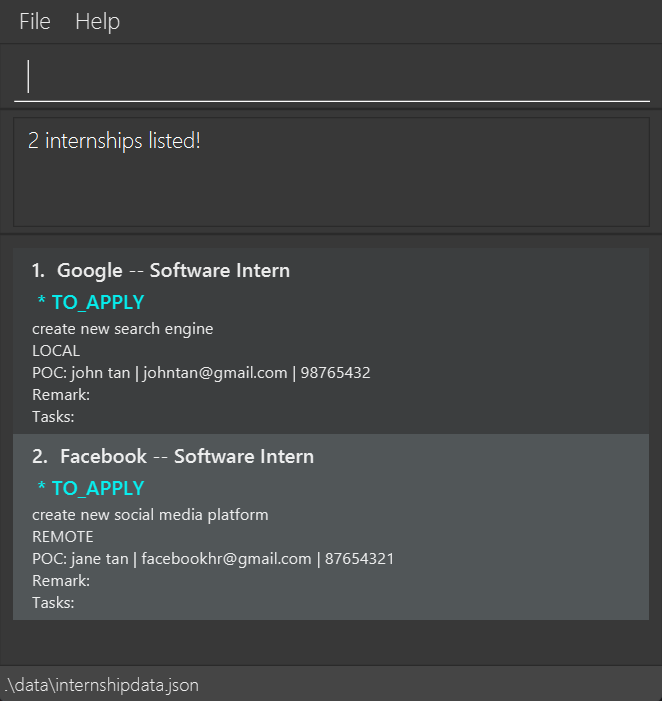 File Help
2 internships listed!
1. Google -- Software Intern
* TO_APPLY
create new search engine
LOCAL
POC: john tan | johntan@gmail.com | 98765432
Remark:
Tasks:
2. Facebook -- Software Intern
* TO_APPLY
create new social media platform
REMOTE
POC: jane tan | facebookhr@gmail.com | 87654321
Remark:
Tasks:
.\data\internshipdata.json